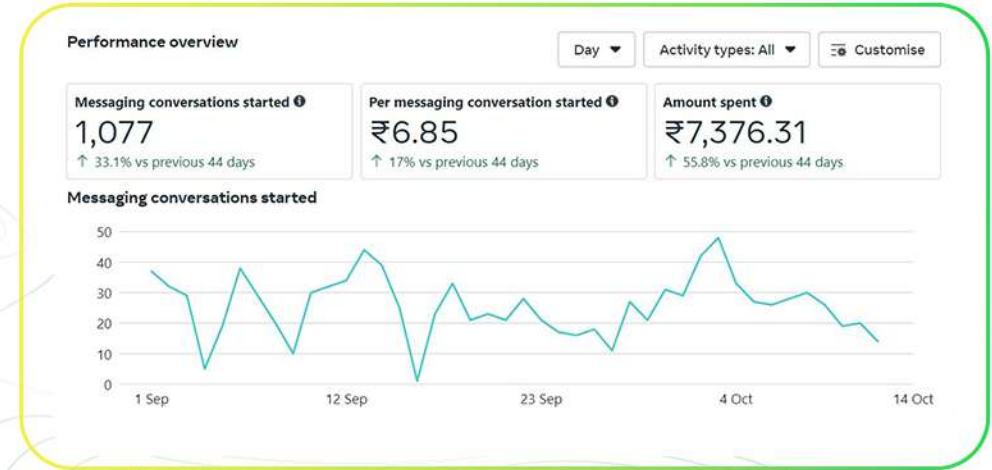 Performance overview
Day
Activity types: All
Customise
Messaging conversations started
1,077
↑ 33.1% vs previous 44 days
Per messaging conversation started
₹6.85
↑ 17% vs previous 44 days
Amount spent
₹7,376.31
↑ 55.8% vs previous 44 days
Messaging conversations started
50
40
30
20
10
0
1 Sep 12 Sep 23 Sep 4 Oct 14 Oct